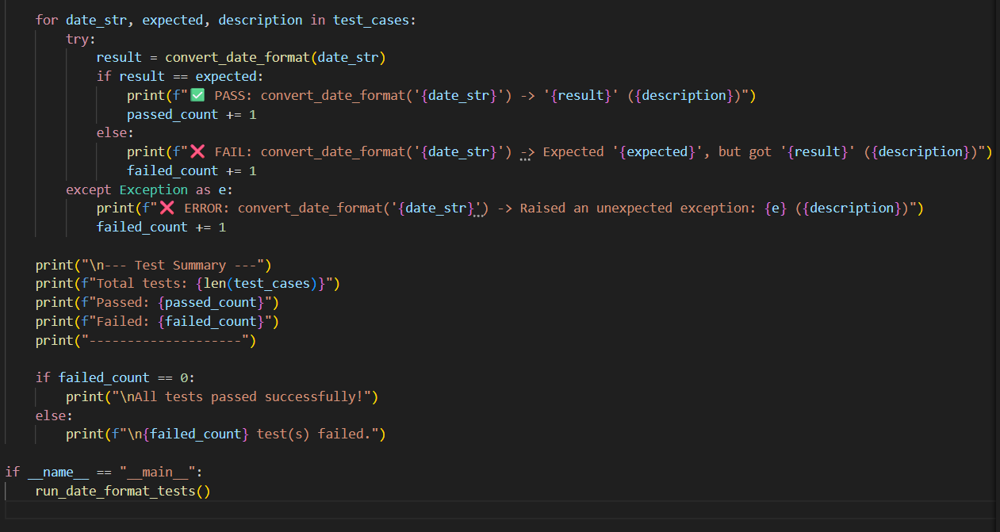 for date_str, expected, description in test_cases:
        try:
            result = convert_date_format(date_str)
            if result == expected:
                print(f"✅ PASS: convert_date_format('{date_str}') -> '{result}' ({description})")
                passed_count += 1
            else:
                print(f"❌ FAIL: convert_date_format('{date_str}') -> Expected '{expected}', but got '{result}' ({description})")
                failed_count += 1
        except Exception as e:
            print(f"❌ ERROR: convert_date_format('{date_str}') -> Raised an unexpected exception: {e} ({description})")
            failed_count += 1

    print("\n--- Test Summary ---")
    print(f"Total tests: {len(test_cases)}")
    print(f"Passed: {passed_count}")
    print(f"Failed: {failed_count}")
    print("--------------------")

    if failed_count == 0:
        print("\nAll tests passed successfully!")
    else:
        print(f"\n{failed_count} test(s) failed.")

if __name__ == "__main__":
    run_date_format_tests()